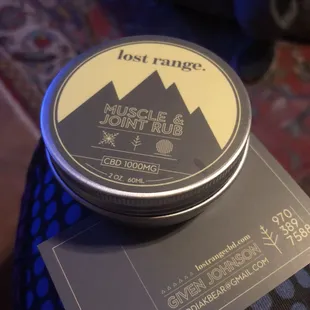 lost range.
MUSCLE &
JOINT RUB
CBD 1000MG
2 OZ. 60ML
lostrangecbd.com
GIVEN JOHNSON
DIAKBEAR@GMAIL.COM
970
389
7588